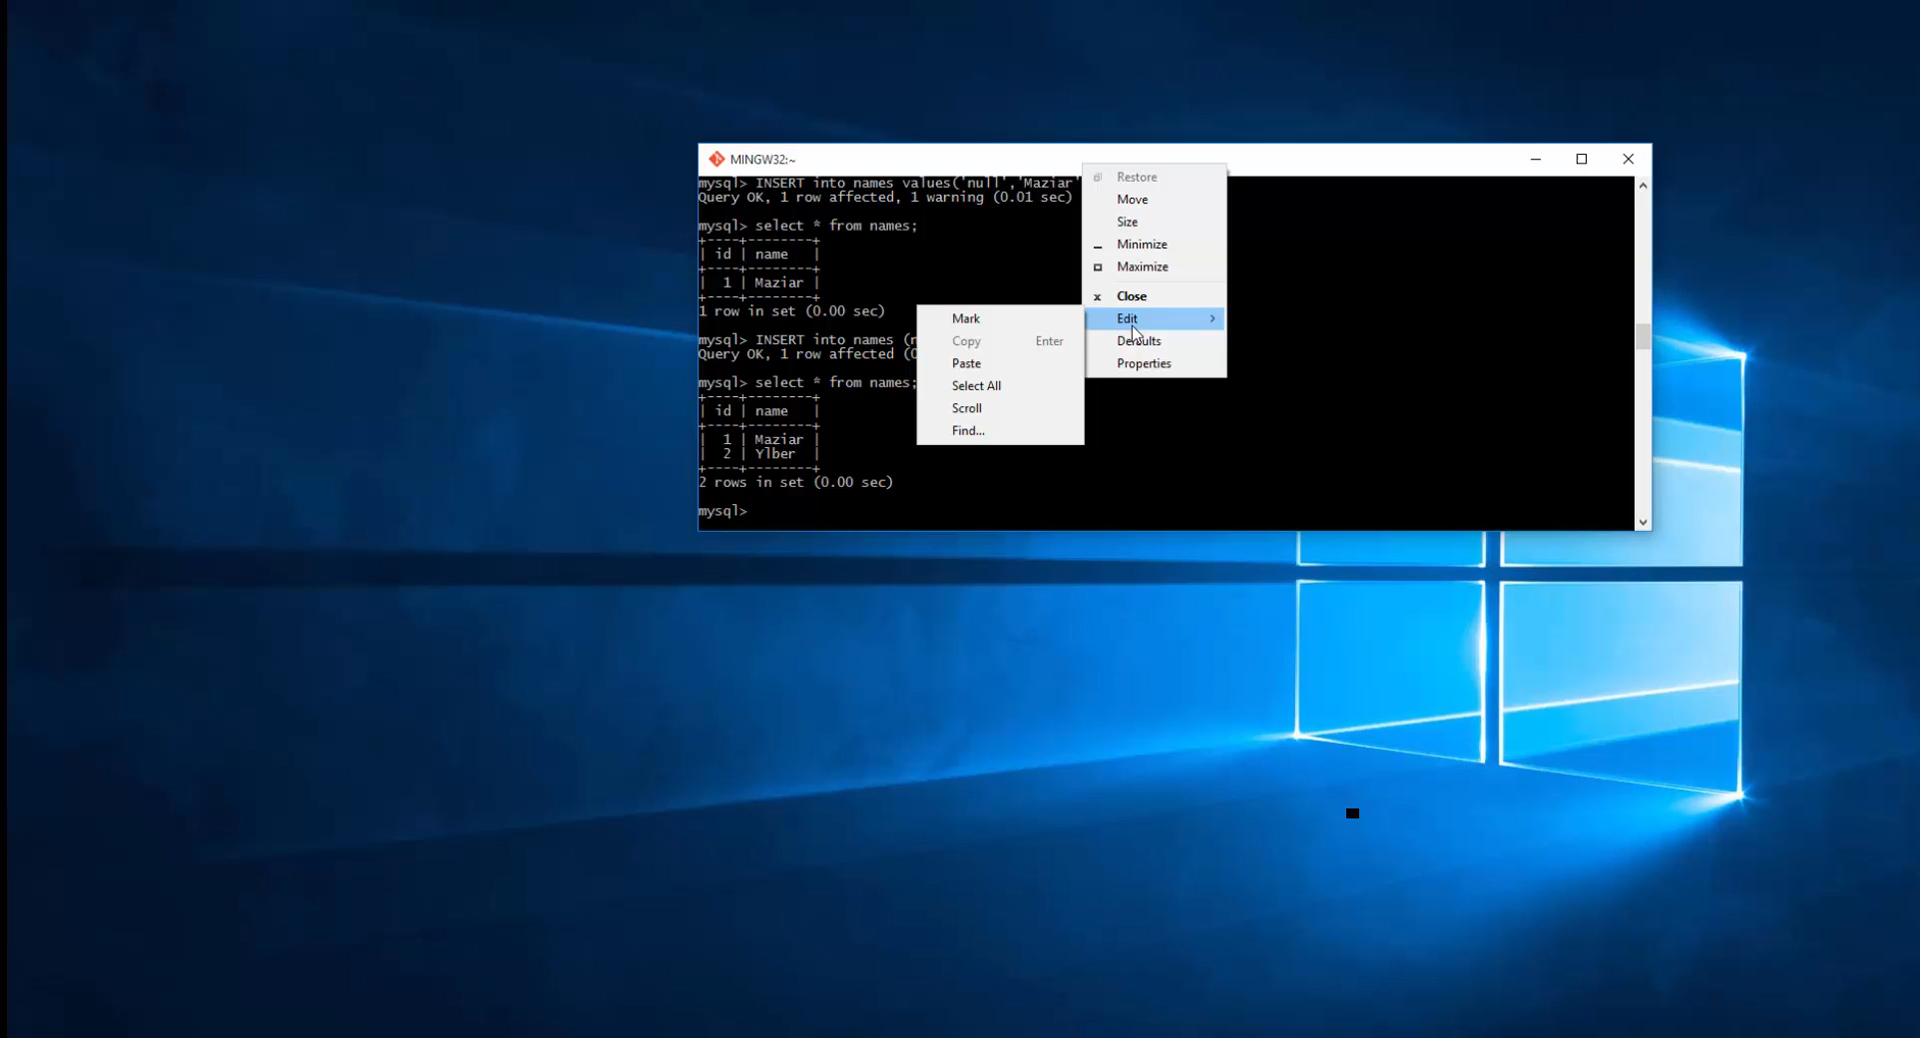 MINGW32:~
mysql> INSERT into names values('null','Maziar'
Query OK, 1 row affected, 1 warning (0.01 sec)
mysql> select * from names;
+----+--------+
| id | name   |
+----+--------+
|  1 | Maziar |
+----+--------+
1 row in set (0.00 sec)
mysql> INSERT into names (
Query OK, 1 row affected (
mysql> select * from names;
+----+--------+
| id | name   |
+----+--------+
|  1 | Maziar |
|  2 | Ylber  |
+----+--------+
2 rows in set (0.00 sec)
mysql>
Restore
Move
Size
Minimize
Maximize
Close
Edit
Defaults
Properties
Mark
Copy Enter
Paste
Select All
Scroll
Find...